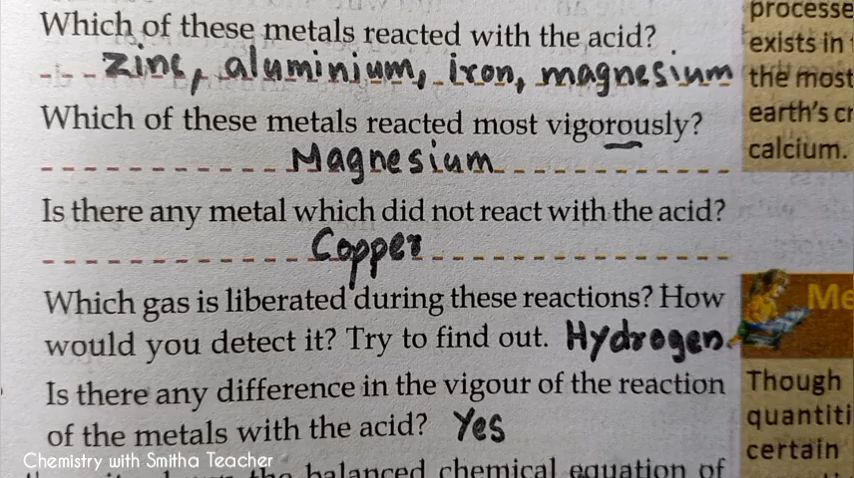 Which of these metals reacted with the acid?
zinc, aluminium, iron, magnesium
Which of these metals reacted most vigorously?
Magnesium
Is there any metal which did not react with the acid?
Copper
Which gas is liberated during these reactions? How
would you detect it? Try to find out. Hydrogen
Is there any difference in the vigour of the reaction
of the metals with the acid? Yes
the balanced chemical equation of
Chemistry with Smitha Teacher
processe
exists in
the most
earth's cr
calcium.
Me
Though
quantiti
certain